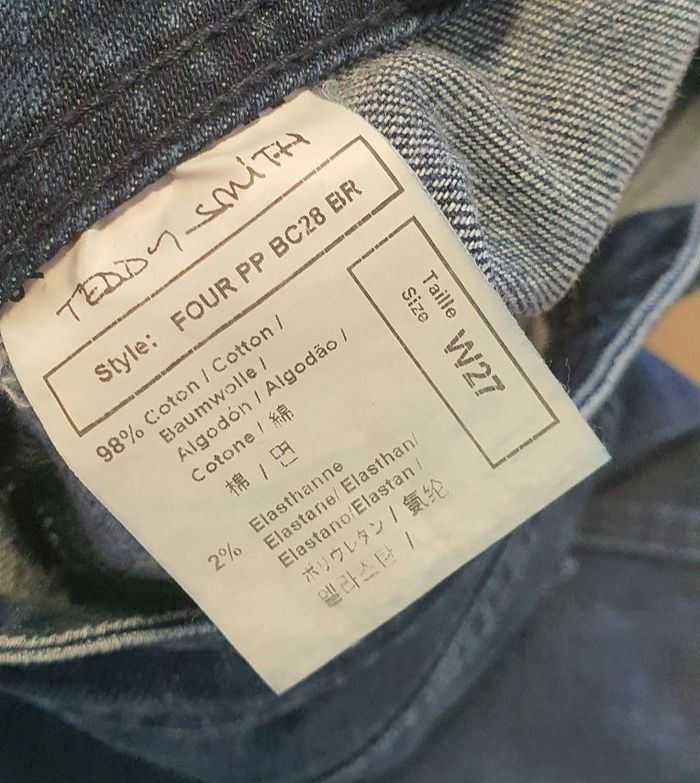 TEDDY SMITH
Style: FOUR PP BC28 BR
98% Coton / Cotton /
Baumwolle /
Algodón / Algodão /
Cotone / 綿
棉 / 면
2% Elasthanne
Elastane/ Elasthan/
Elastano/Elastan /
ポリウレタン / 氨纶
엘라스탄 /
Taille
Size
W27